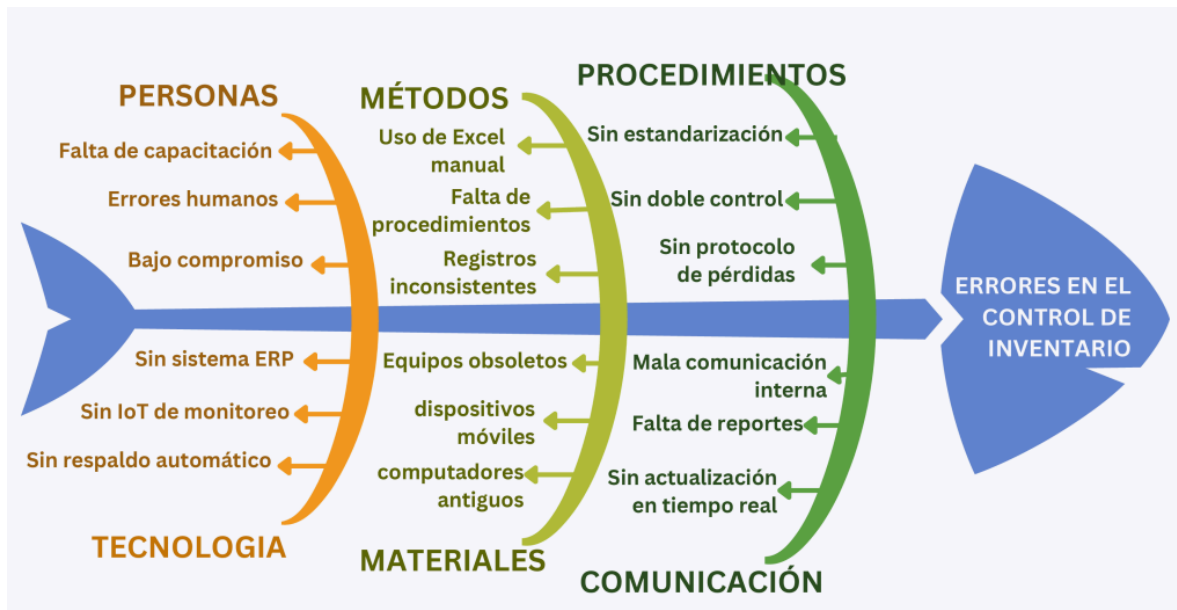 PERSONAS
Falta de capacitación
Errores humanos
Bajo compromiso
MÉTODOS
Uso de Excel
manual
Falta de
procedimientos
Registros
inconsistentes
PROCEDIMIENTOS
Sin estandarización
Sin doble control
Sin protocolo
de pérdidas
ERRORES EN EL
CONTROL DE
INVENTARIO
Sin sistema ERP
Sin IoT de monitoreo
Sin respaldo automático
TECNOLOGIA
Equipos obsoletos
dispositivos
móviles
computadores
antiguos
MATERIALES
Mala comunicación
interna
Falta de reportes
Sin actualización
en tiempo real
COMUNICACIÓN